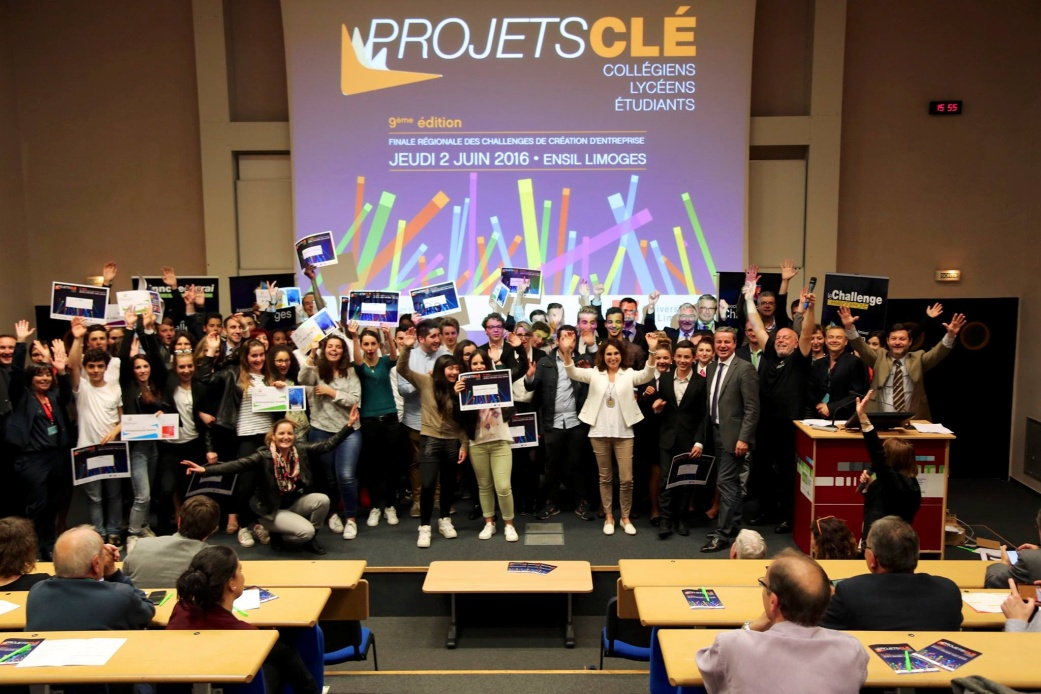 PROJETSCLÉ
COLLÉGIENS
LYCÉENS
ÉTUDIANTS
9ème édition
FINALE RÉGIONALE DES CHALLENGES DE CRÉATION D'ENTREPRISE
JEUDI 2 JUIN 2016 • ENSIL LIMOGES
15 55
Challenge